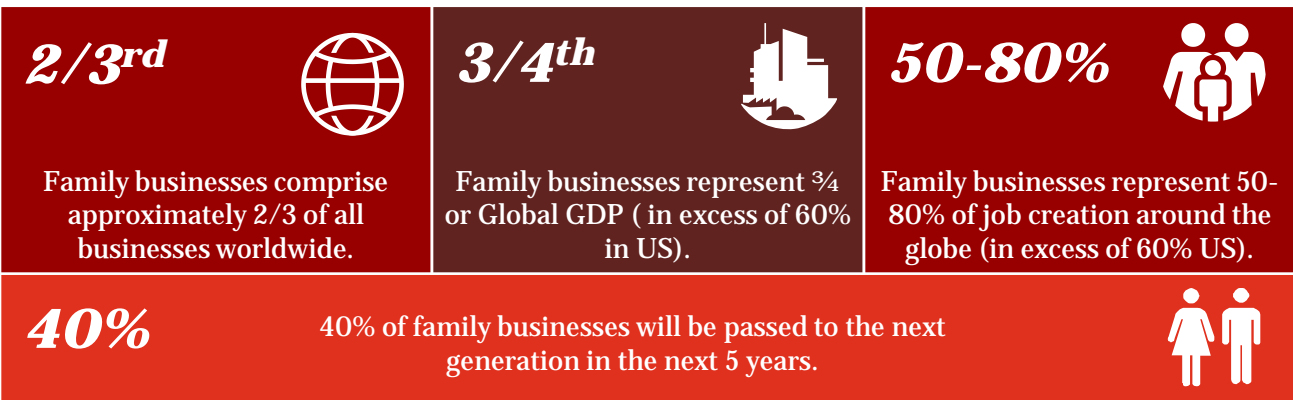 2/3rd
Family businesses comprise
approximately 2/3 of all
businesses worldwide.
3/4th
Family businesses represent ¾
or Global GDP ( in excess of 60%
in US).
50-80%
Family businesses represent 50-
80% of job creation around the
globe (in excess of 60% US).
40%
40% of family businesses will be passed to the next
generation in the next 5 years.